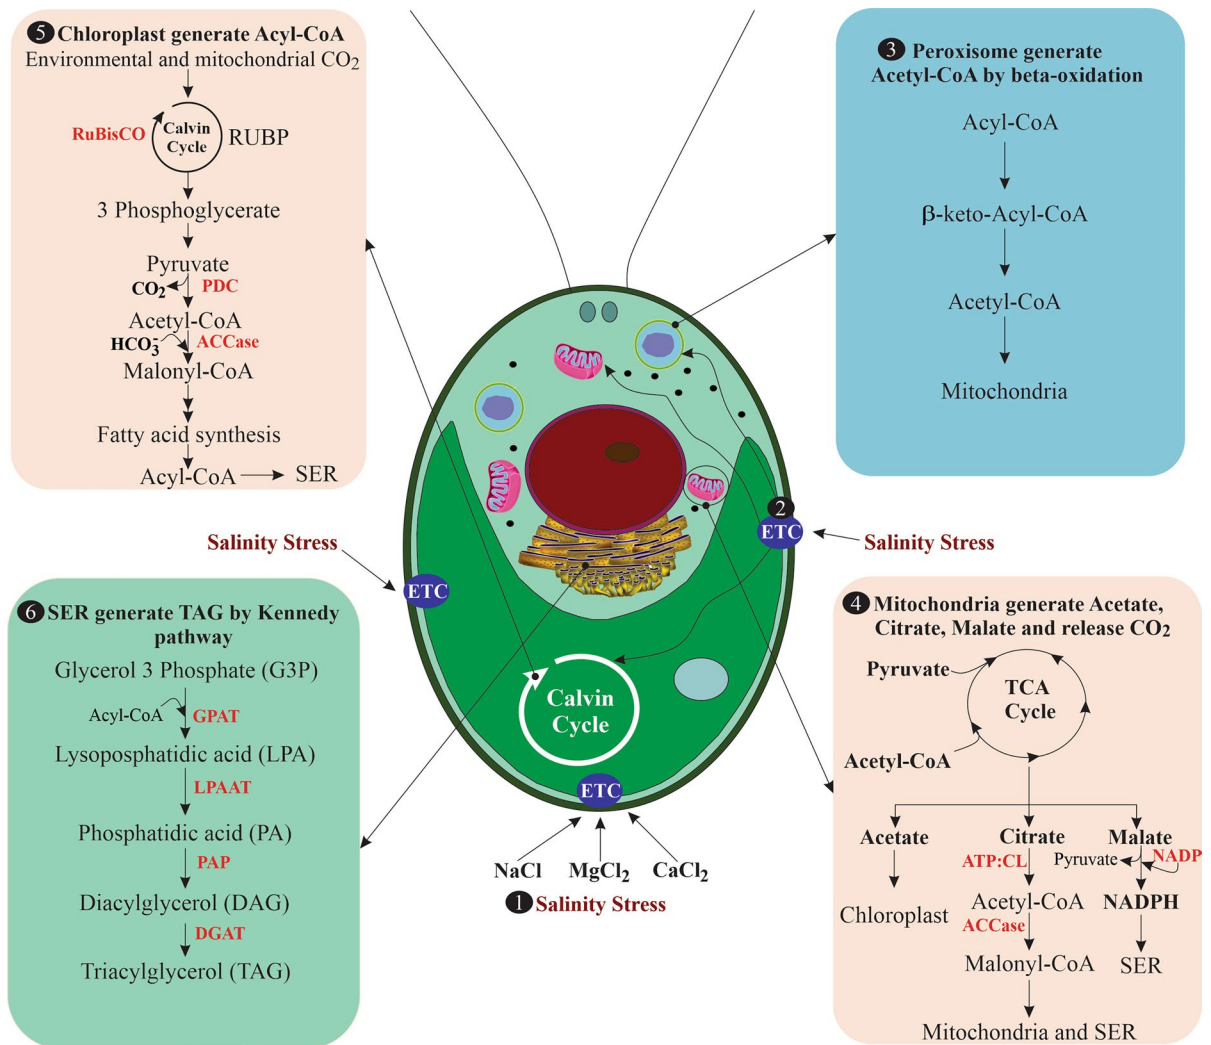 5 Chloroplast generate Acyl-CoA
Environmental and mitochondrial CO2
RuBisCO
Calvin
Cycle
RUBP
3 Phosphoglycerate
Pyruvate
CO2
PDC
Acetyl-CoA
HCO3-
ACCase
Malonyl-CoA
Fatty acid synthesis
Acyl-CoA
SER
3 Peroxisome generate
Acetyl-CoA by beta-oxidation
Acyl-CoA
β-keto-Acyl-CoA
Acetyl-CoA
Mitochondria
2
ETC
Salinity Stress
Salinity Stress
ETC
Calvin
Cycle
ETC
NaCl
MgCl2
CaCl2
1 Salinity Stress
6 SER generate TAG by Kennedy
pathway
Glycerol 3 Phosphate (G3P)
Acyl-CoA
GPAT
Lysoposphatidic acid (LPA)
LPAAT
Phosphatidic acid (PA)
PAP
Diacylglycerol (DAG)
DGAT
Triacylglycerol (TAG)
4 Mitochondria generate Acetate,
Citrate, Malate and release CO2
Pyruvate
TCA
Cycle
Acetyl-CoA
Acetate
Citrate
Malate
ATP:CL
Pyruvate
NADP
Chloroplast
Acetyl-CoA
NADPH
ACCase
Malonyl-CoA
SER
Mitochondria and SER